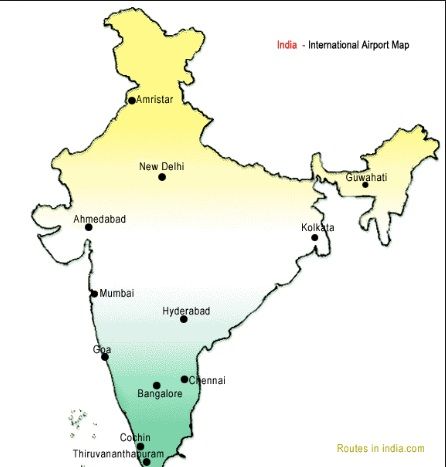 India - International Airport Map
Amristar
New Delhi
Guwahati
Ahmedabad
Kolkata
Mumbai
Hyderabad
Goa
Chennai
Bangalore
Cochin
Routes in india.com
Thiruvananthapuram